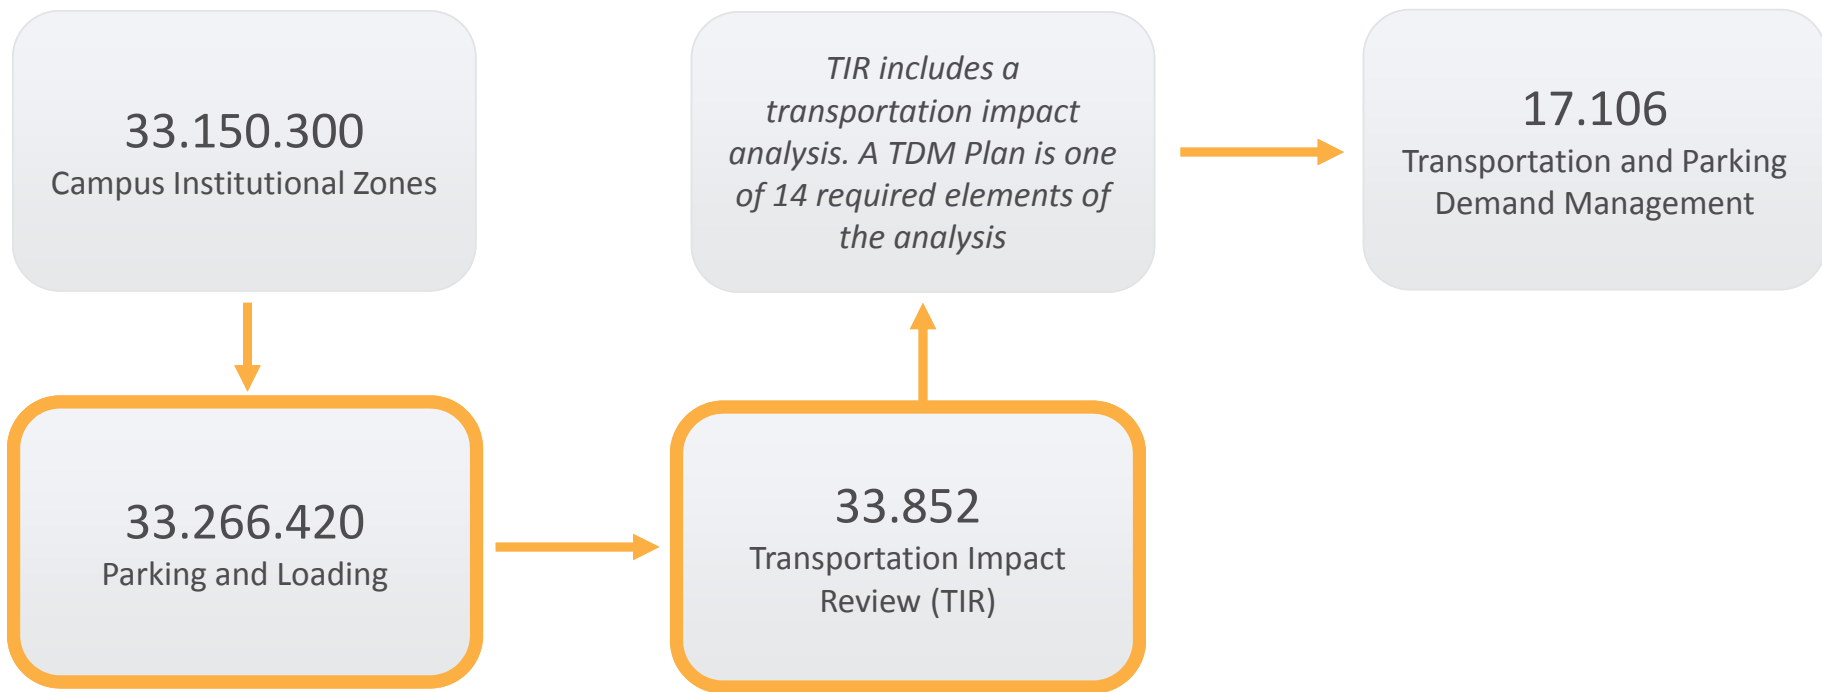 33.150.300
Campus Institutional Zones
33.266.420
Parking and Loading
33.852
Transportation Impact
Review (TIR)
TIR includes a
transportation impact
analysis. A TDM Plan is one
of 14 required elements of
the analysis
17.106
Transportation and Parking
Demand Management